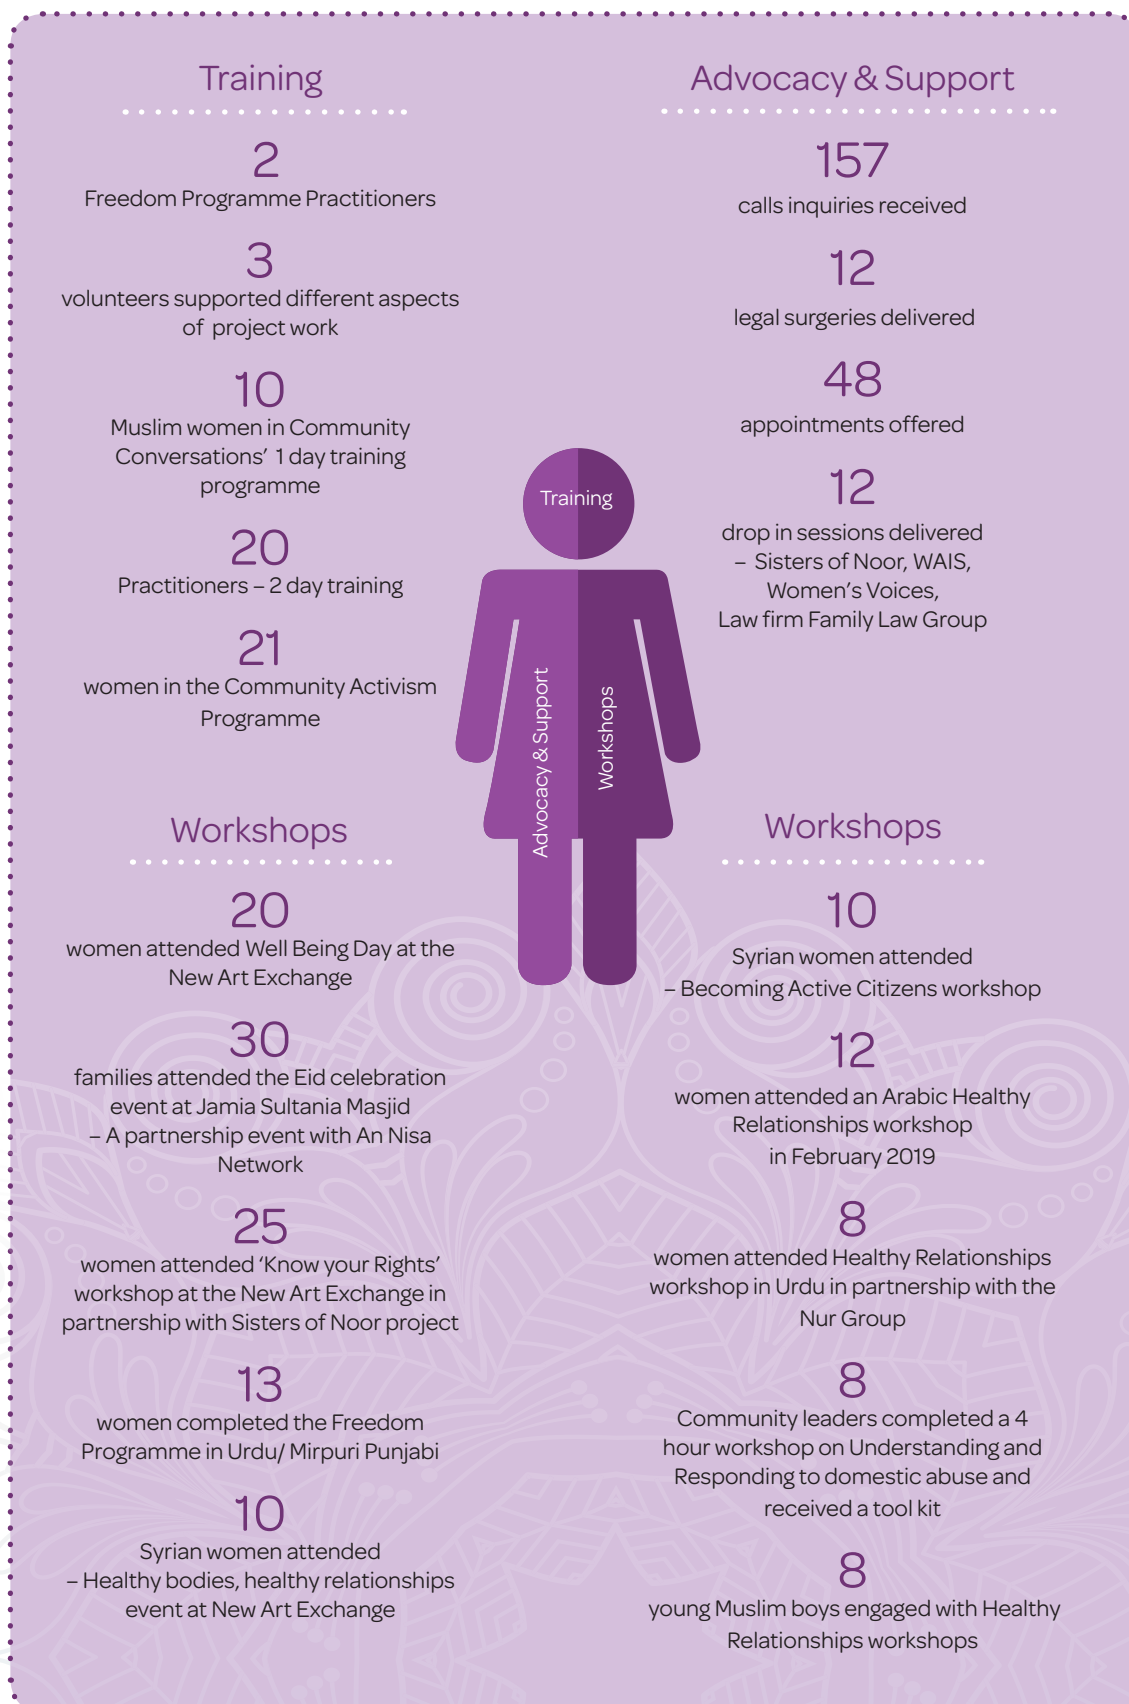 Training
2
Freedom Programme Practitioners
3
volunteers supported different aspects
of project work
10
Muslim women in Community
Conversations’ 1 day training
programme
20
Practitioners – 2 day training
21
women in the Community Activism
Programme
Advocacy & Support
157
calls inquiries received
12
legal surgeries delivered
48
appointments offered
12
drop in sessions delivered
– Sisters of Noor, WAIS,
Women’s Voices,
Law firm Family Law Group
Training
Advocacy & Support
Workshops
Workshops
20
women attended Well Being Day at the
New Art Exchange
30
families attended the Eid celebration
event at Jamia Sultania Masjid
– A partnership event with An Nisa
Network
25
women attended ‘Know your Rights’
workshop at the New Art Exchange in
partnership with Sisters of Noor project
13
women completed the Freedom
Programme in Urdu/ Mirpuri Punjabi
10
Syrian women attended
– Healthy bodies, healthy relationships
event at New Art Exchange
Workshops
10
Syrian women attended
– Becoming Active Citizens workshop
12
women attended an Arabic Healthy
Relationships workshop
in February 2019
8
women attended Healthy Relationships
workshop in Urdu in partnership with the
Nur Group
8
Community leaders completed a 4
hour workshop on Understanding and
Responding to domestic abuse and
received a tool kit
8
young Muslim boys engaged with Healthy
Relationships workshops